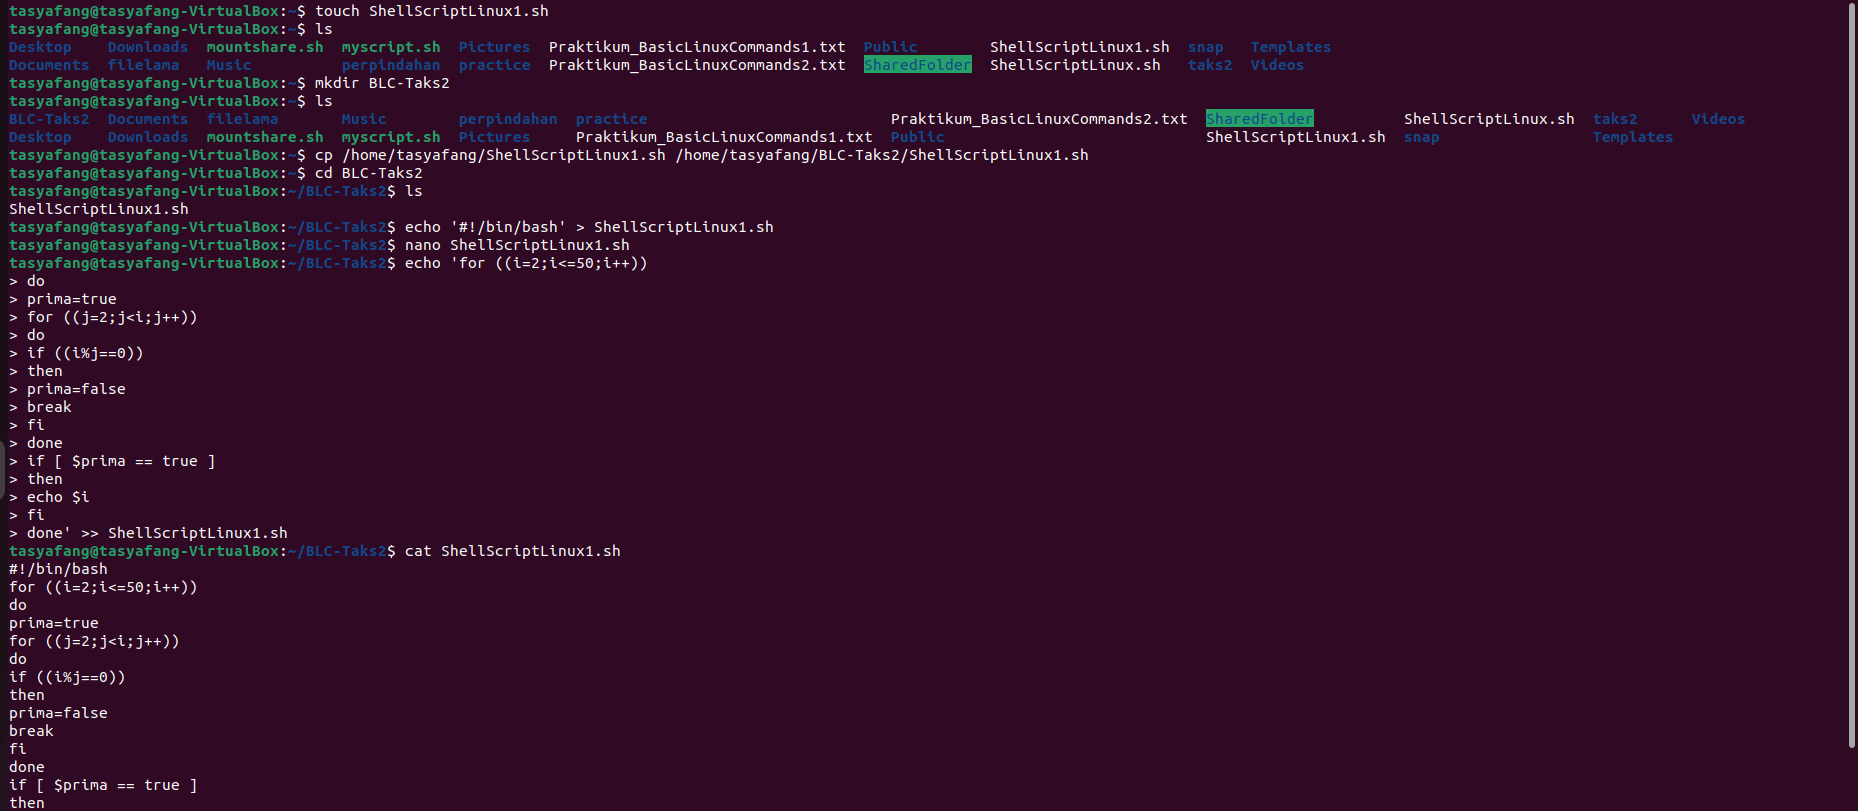 tasyafang@tasyafang-VirtualBox:~$ touch ShellScriptLinux1.sh
tasyafang@tasyafang-VirtualBox:~$ ls
Desktop    Downloads  mountshare.sh  myscript.sh  Pictures  Praktikum_BasicLinuxCommands1.txt  Public        ShellScriptLinux1.sh  snap   Templates
Documents  filelama   Music          perpindahan  practice  Praktikum_BasicLinuxCommands2.txt  SharedFolder  ShellScriptLinux.sh   taks2  Videos
tasyafang@tasyafang-VirtualBox:~$ mkdir BLC-Taks2
tasyafang@tasyafang-VirtualBox:~$ ls
BLC-Taks2  Documents  filelama       Music        perpindahan  practice                           Praktikum_BasicLinuxCommands2.txt  SharedFolder          ShellScriptLinux.sh  taks2      Videos
Desktop    Downloads  mountshare.sh  myscript.sh  Pictures     Praktikum_BasicLinuxCommands1.txt  Public                             ShellScriptLinux1.sh  snap                 Templates
tasyafang@tasyafang-VirtualBox:~$ cp /home/tasyafang/ShellScriptLinux1.sh /home/tasyafang/BLC-Taks2/ShellScriptLinux1.sh
tasyafang@tasyafang-VirtualBox:~$ cd BLC-Taks2
tasyafang@tasyafang-VirtualBox:~/BLC-Taks2$ ls
ShellScriptLinux1.sh
tasyafang@tasyafang-VirtualBox:~/BLC-Taks2$ echo '#!/bin/bash' > ShellScriptLinux1.sh
tasyafang@tasyafang-VirtualBox:~/BLC-Taks2$ nano ShellScriptLinux1.sh
tasyafang@tasyafang-VirtualBox:~/BLC-Taks2$ echo 'for ((i=2;i<=50;i++))
> do
> prima=true
> for ((j=2;j<i;j++))
> do
> if ((i%j==0))
> then
> prima=false
> break
> fi
> done
> if [ $prima == true ]
> then
> echo $i
> fi
> done' >> ShellScriptLinux1.sh
tasyafang@tasyafang-VirtualBox:~/BLC-Taks2$ cat ShellScriptLinux1.sh
#!/bin/bash
for ((i=2;i<=50;i++))
do
prima=true
for ((j=2;j<i;j++))
do
if ((i%j==0))
then
prima=false
break
fi
done
if [ $prima == true ]
then